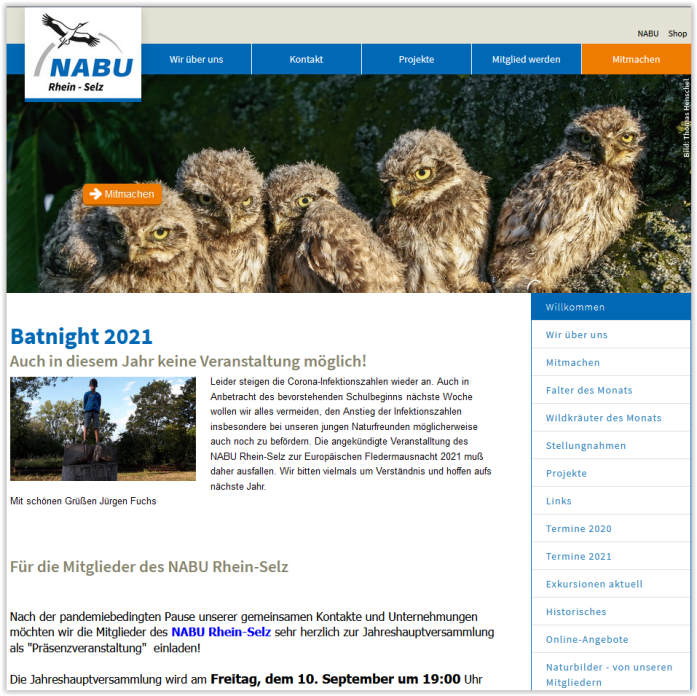 NABU Shop
NABU
Rhein - Selz
Wir über uns
Kontakt
Projekte
Mitglied werden
Mitmachen
Bild: Thomas Hinschel
Mitmachen
Batnight 2021
Auch in diesem Jahr keine Veranstaltung möglich!
Leider steigen die Corona-Infektionszahlen wieder an. Auch in
Anbetracht des bevorstehenden Schulbeginns nächste Woche
wollen wir alles vermeiden, den Anstieg der Infektionszahlen
insbesondere bei unseren jungen Naturfreunden möglicherweise
auch noch zu befördern. Die angekündigte Veranstalltung des
NABU Rhein-Selz zur Europäischen Fledermausnacht 2021 muß
daher ausfallen. Wir bitten vielmals um Verständnis und hoffen aufs
nächste Jahr.
Mit schönen Grüßen Jürgen Fuchs
Für die Mitglieder des NABU Rhein-Selz
Nach der pandemiebedingten Pause unserer gemeinsamen Kontakte und Unternehmungen
möchten wir die Mitglieder des NABU Rhein-Selz sehr herzlich zur Jahreshauptversammlung
als "Präsenzveranstaltung" einladen!
Die Jahreshauptversammlung wird am Freitag, dem 10. September um 19:00 Uhr
Willkommen
Wir über uns
Mitmachen
Falter des Monats
Wildkräuter des Monats
Stellungnahmen
Projekte
Links
Termine 2020
Termine 2021
Exkursionen aktuell
Historisches
Online-Angebote
Naturbilder - von unseren
Mitgliedern